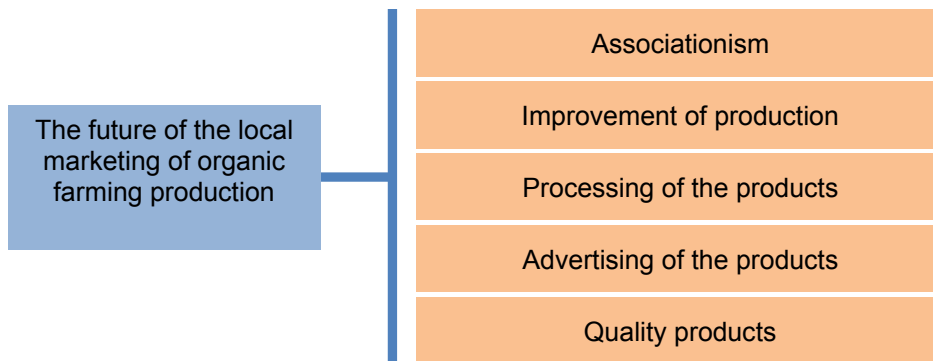 The future of the local
marketing of organic
farming production
Associationism
Improvement of production
Processing of the products
Advertising of the products
Quality products